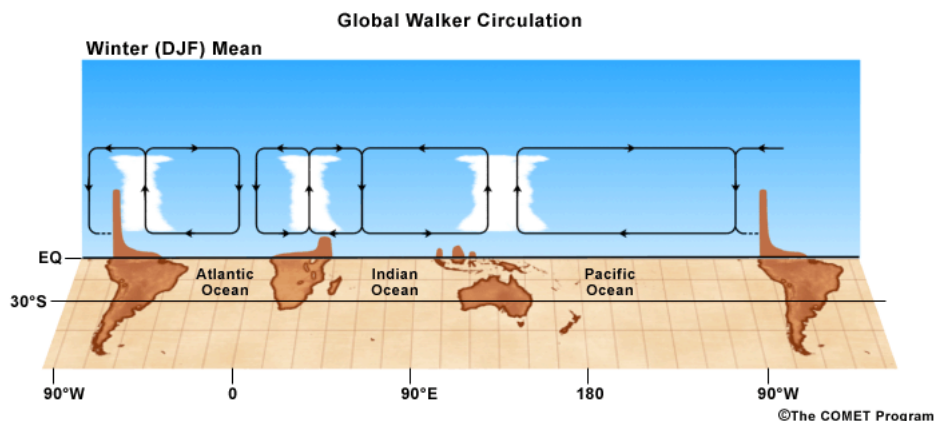 Global Walker Circulation
Winter (DJF) Mean
EQ
Atlantic
Ocean
Indian
Ocean
Pacific
Ocean
30°S
90°W
0
90°E
180
90°W
©The COMET Program